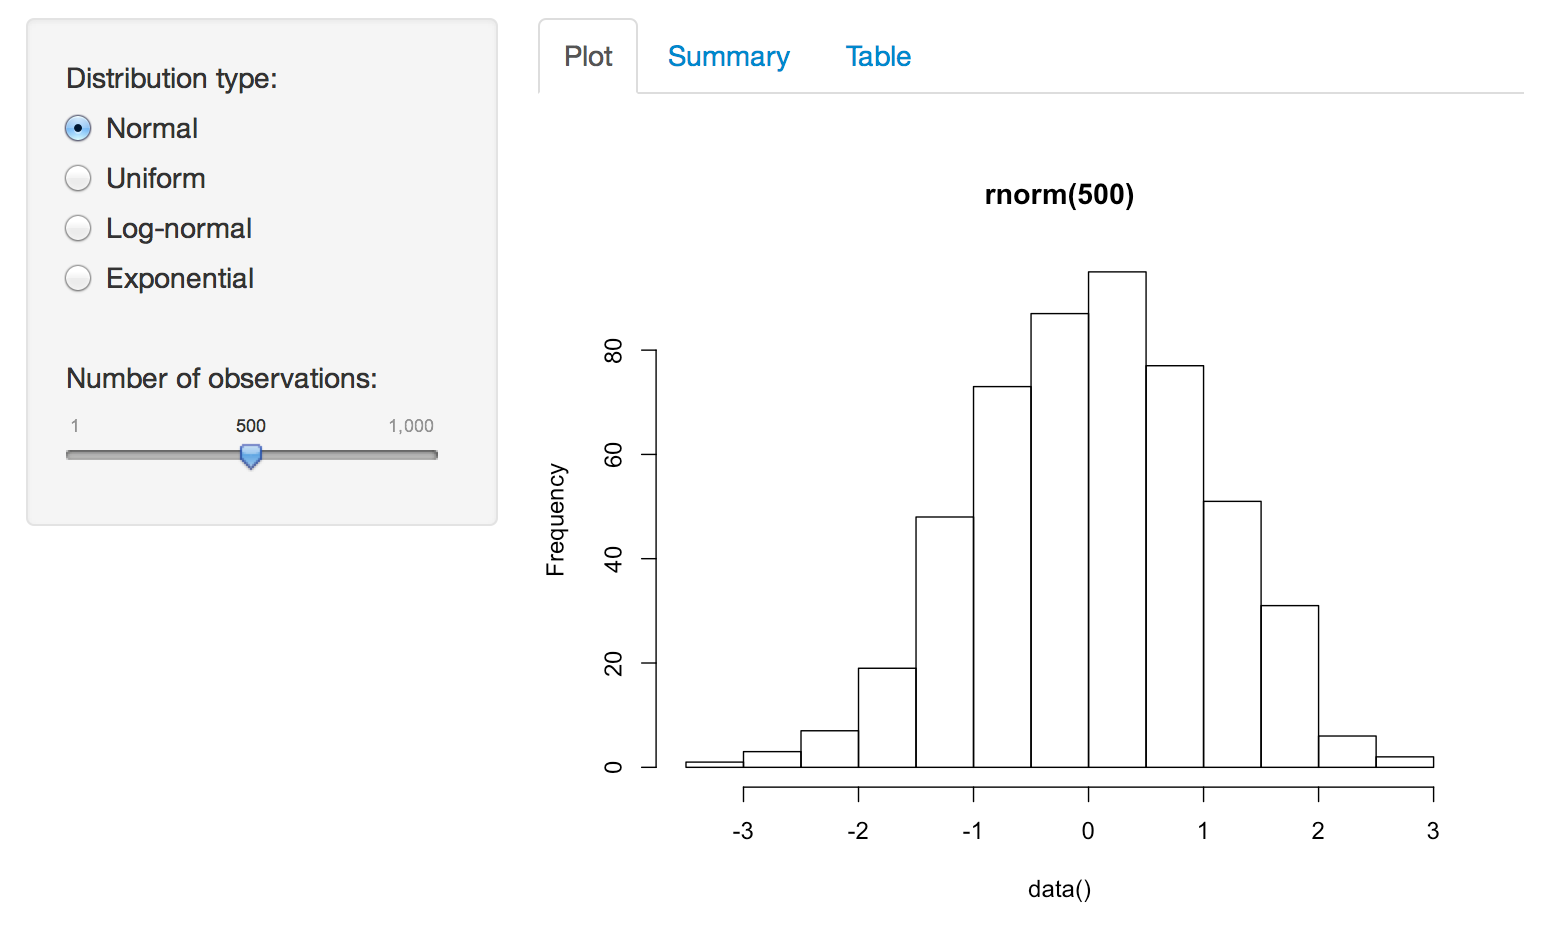 Distribution type:
Normal
Uniform
Log-normal
Exponential
Number of observations:
1 500 1,000
Plot Summary Table
rnorm(500)
Frequency
80
60
40
20
0
-3 -2 -1 0 1 2 3
data()